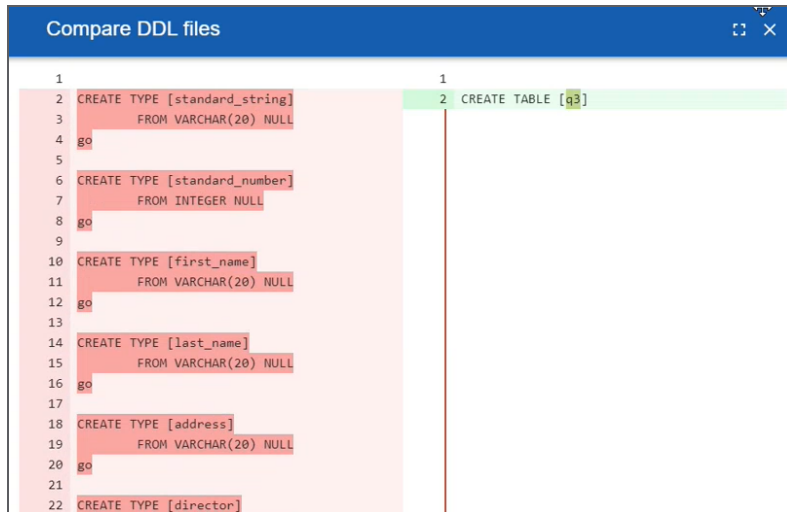 Compare DDL files
1
2 CREATE TYPE [standard_string]
3 FROM VARCHAR(20) NULL
4 go
5
6 CREATE TYPE [standard_number]
7 FROM INTEGER NULL
8 go
9
10 CREATE TYPE [first_name]
11 FROM VARCHAR(20) NULL
12 go
13
14 CREATE TYPE [last_name]
15 FROM VARCHAR(20) NULL
16 go
17
18 CREATE TYPE [address]
19 FROM VARCHAR(20) NULL
20 go
21
22 CREATE TYPE [director]
1
2 CREATE TABLE [q3]